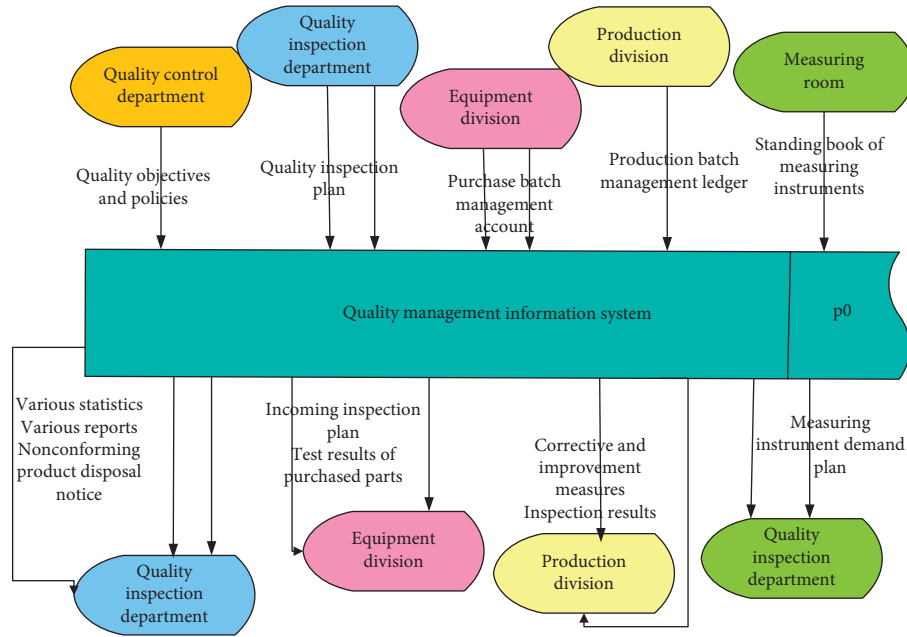 Quality control
department
Quality
inspection
department
Equipment
division
Production
division
Measuring
room
Quality objectives
and policies
Quality inspection
plan
Purchase batch
management
account
Production batch
management ledger
Standing book of
measuring
instruments
Quality management information system
p0
Various statistics
Various reports
Nonconforming
product disposal
notice
Incoming inspection
plan
Test results of
purchased parts
Corrective and
improvement
measures
Inspection results
Measuring
instrument demand
plan
Quality
inspection
department
Equipment
division
Production
division
Quality
inspection
department